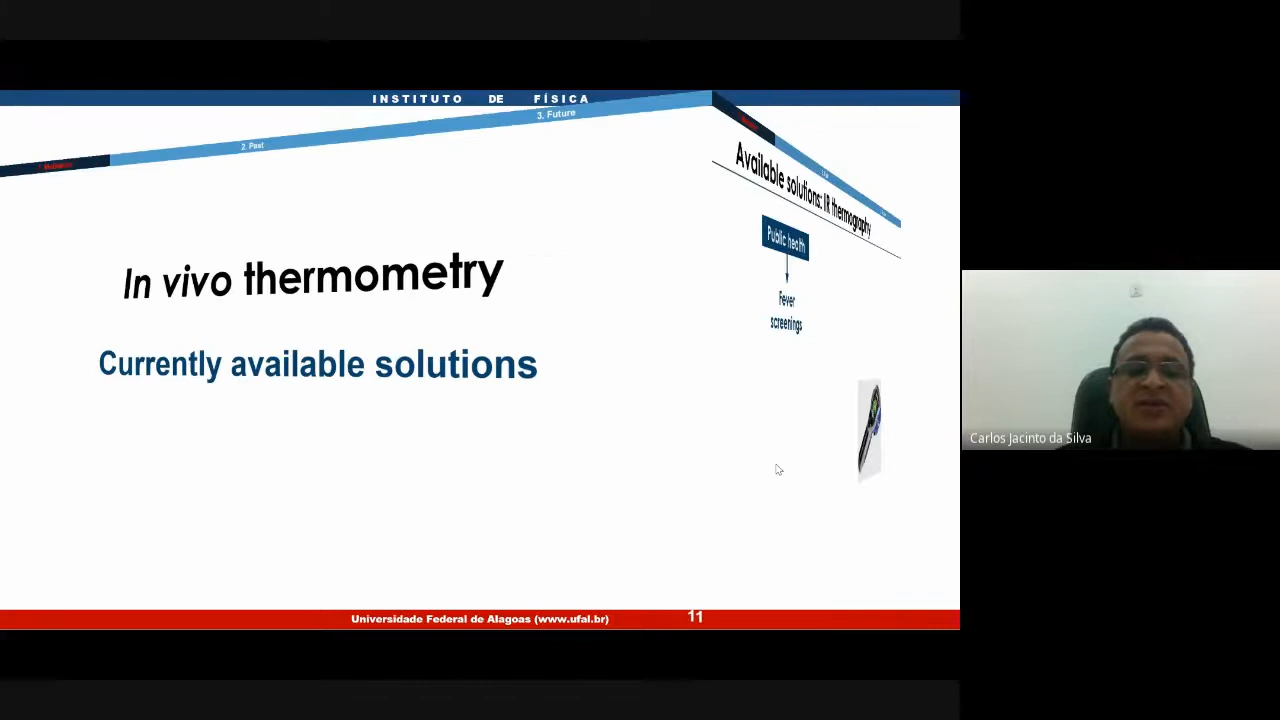 INSTITUTO DE FÍSICA
3. Future
2. Past
In vivo thermometry
Currently available solutions
Available solutions: IR thermography
Public health
Fever
screenings
Carlos Jacinto da Silva
Universidade Federal de Alagoas (www.ufal.br)
11